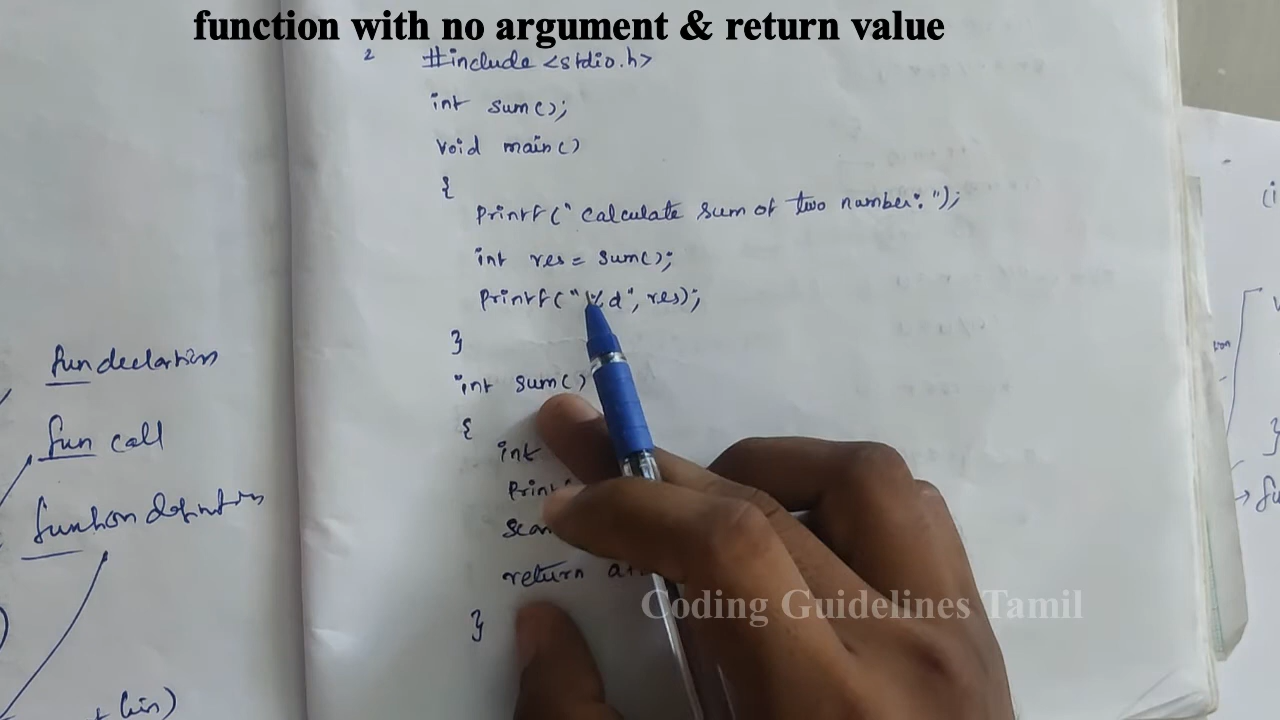 function with no argument & return value
2 #include <stdio.h>
int sum();
void main()
{
printf("calculate sum of two number:");
int res = sum();
printf("%d", res);
}
int sum()
{
int
return
}
fun declaration
fun call
function definition
Coding Guidelines Tamil